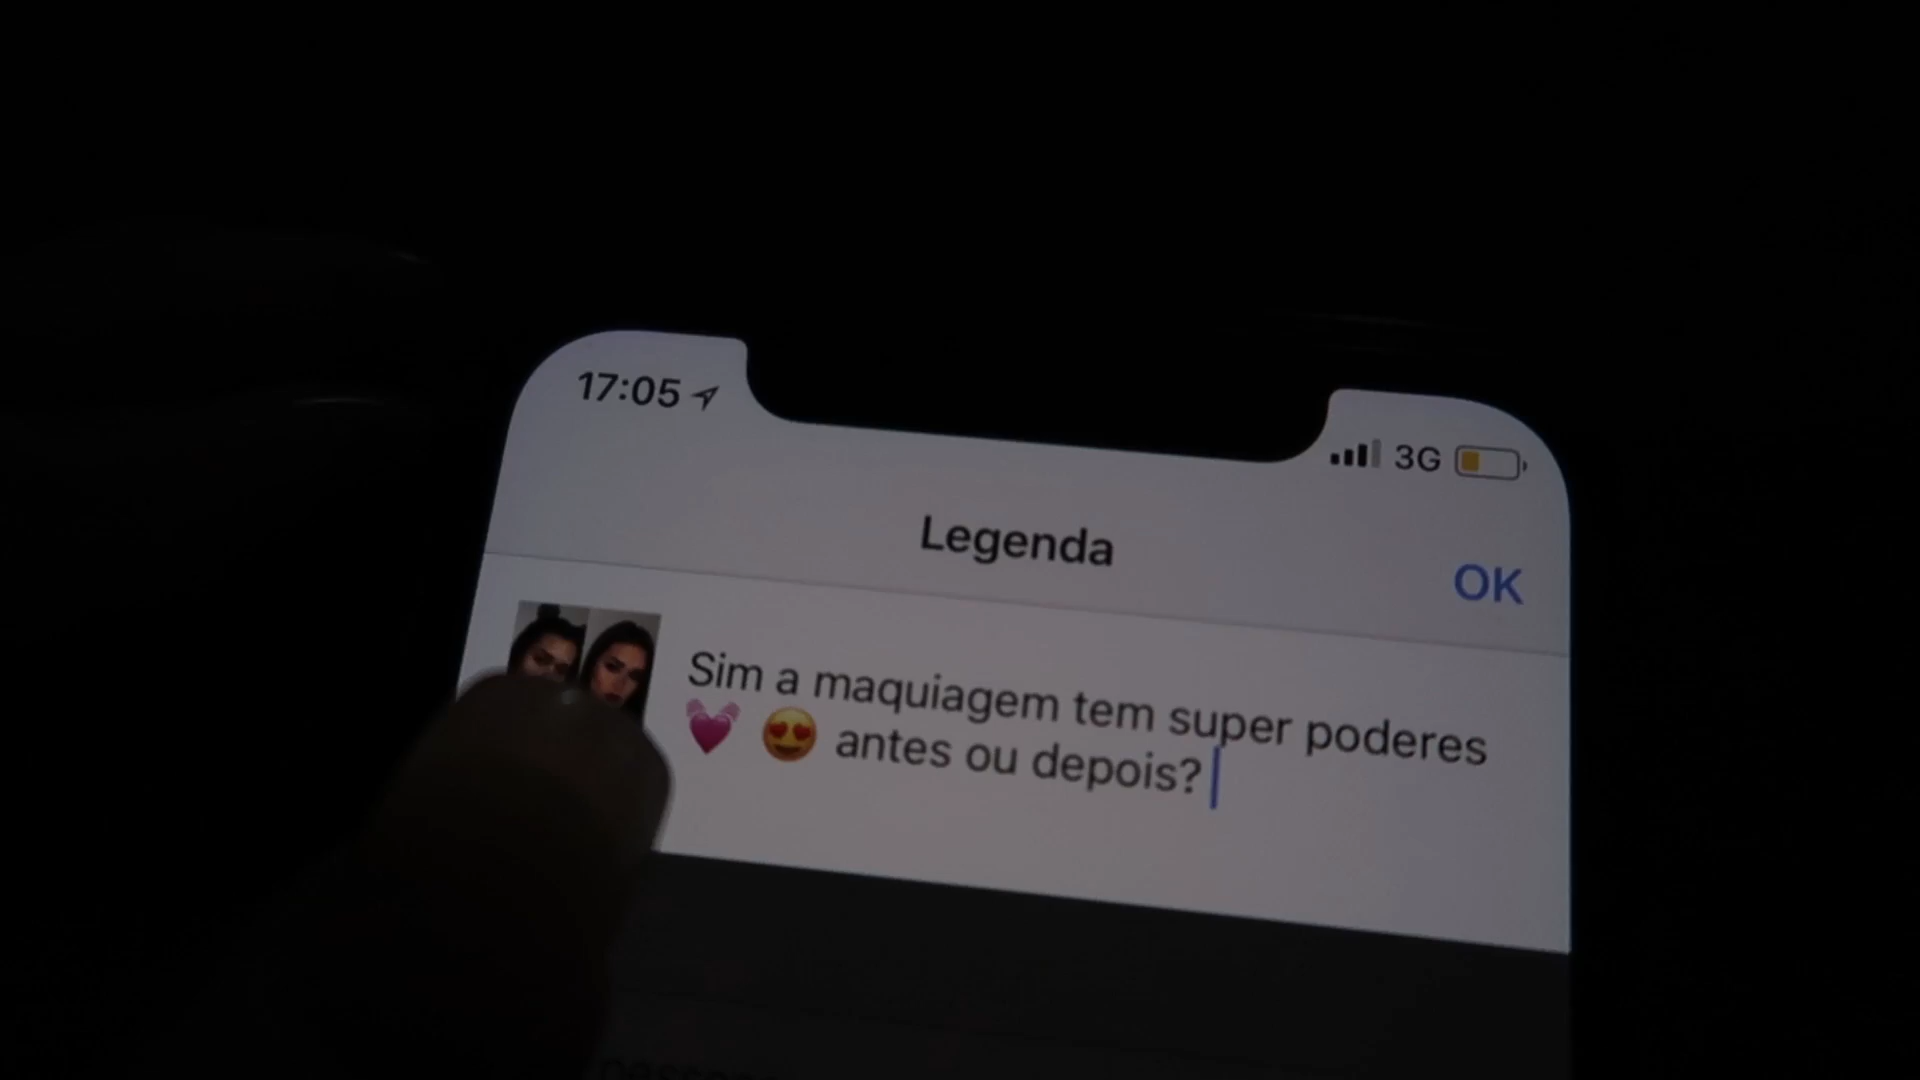 17:05
3G
Legenda
OK
Sim a maquiagem tem super poderes
💓 😍 antes ou depois?